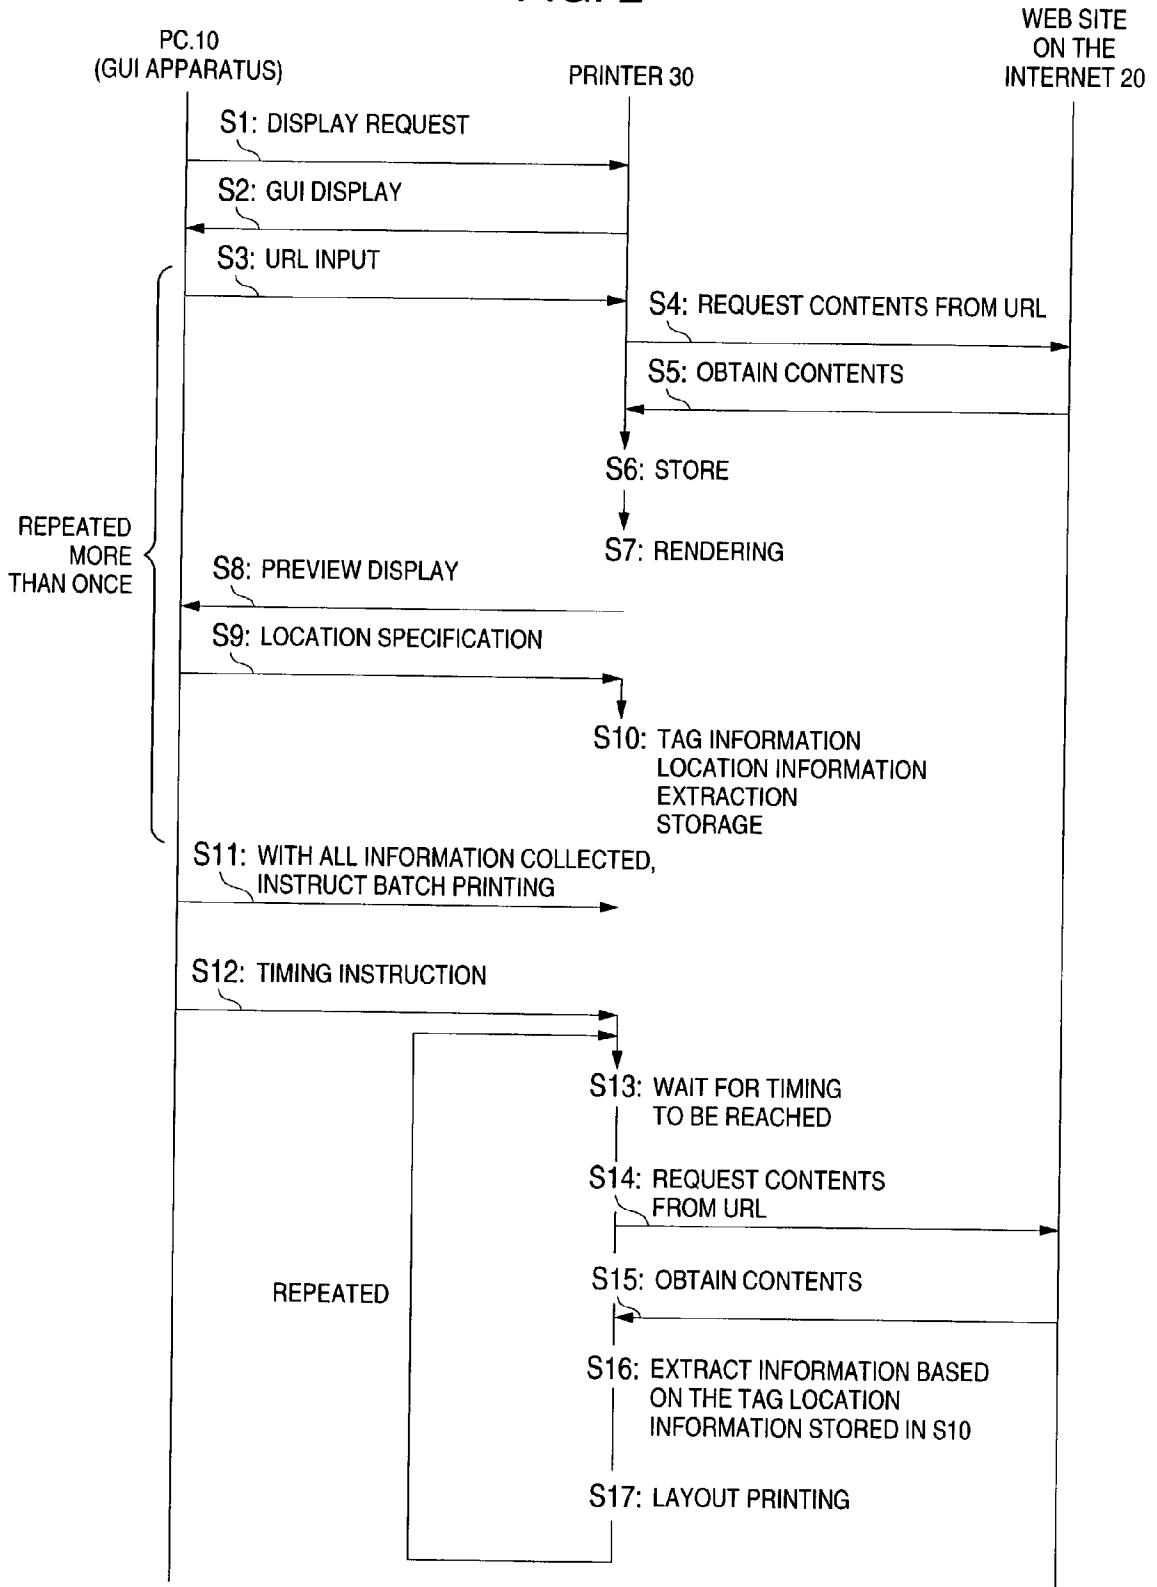 PC.10
(GUI APPARATUS)
PRINTER 30
WEB SITE
ON THE
INTERNET 20
S1: DISPLAY REQUEST
S2: GUI DISPLAY
S3: URL INPUT
S4: REQUEST CONTENTS FROM URL
S5: OBTAIN CONTENTS
S6: STORE
S7: RENDERING
REPEATED
MORE
THAN ONCE
S8: PREVIEW DISPLAY
S9: LOCATION SPECIFICATION
S10: TAG INFORMATION
LOCATION INFORMATION
EXTRACTION
STORAGE
S11: WITH ALL INFORMATION COLLECTED,
INSTRUCT BATCH PRINTING
S12: TIMING INSTRUCTION
S13: WAIT FOR TIMING
TO BE REACHED
S14: REQUEST CONTENTS
FROM URL
REPEATED
S15: OBTAIN CONTENTS
S16: EXTRACT INFORMATION BASED
ON THE TAG LOCATION
INFORMATION STORED IN S10
S17: LAYOUT PRINTING